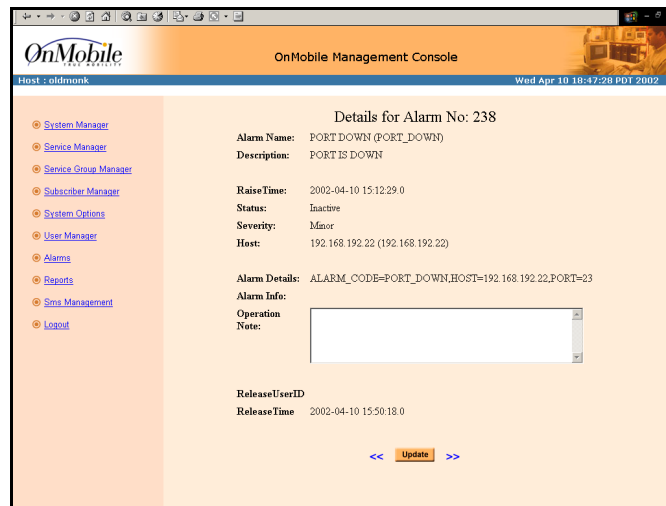 OnMobile
TRUE MOBILITY
OnMobile Management Console
Host : oldmonk
Wed Apr 10 18:47:28 PDT 2002
System Manager
Service Manager
Service Group Manager
Subscriber Manager
System Options
User Manager
Alarms
Reports
Sms Management
Logout
Details for Alarm No: 238
Alarm Name: PORT DOWN (PORT_DOWN)
Description: PORT IS DOWN
RaiseTime: 2002-04-10 15:12:29.0
Status: Inactive
Severity: Minor
Host: 192.168.192.22 (192.168.192.22)
Alarm Details: ALARM_CODE=PORT_DOWN,HOST=192.168.192.22,PORT=23
Alarm Info:
Operation
Note:
ReleaseUserID
ReleaseTime 2002-04-10 15:50:18.0
<< Update >>